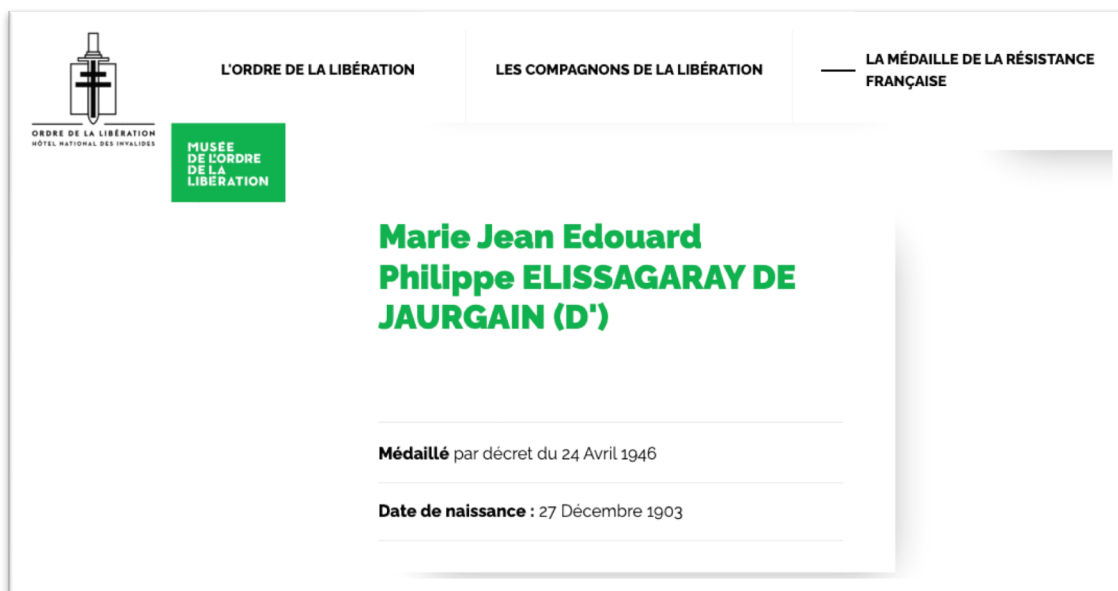 L'ORDRE DE LA LIBÉRATION
LES COMPAGNONS DE LA LIBÉRATION
LA MÉDAILLE DE LA RÉSISTANCE
FRANÇAISE
ORDRE DE LA LIBÉRATION
HÔTEL NATIONAL DES INVALIDES
MUSÉE
DE L'ORDRE
DE LA
LIBÉRATION
Marie Jean Edouard
Philippe ELISSAGARAY DE
JAURGAIN (D')
Médaillé par décret du 24 Avril 1946
Date de naissance : 27 Décembre 1903